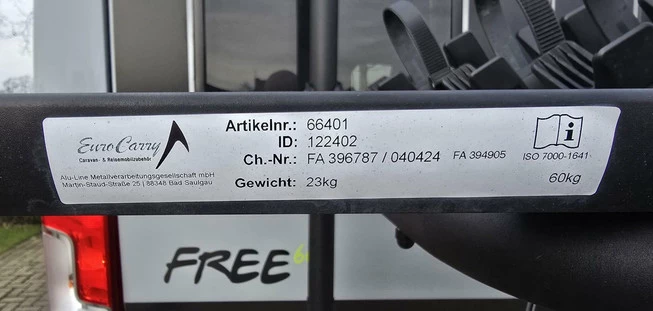 EuroCarry
Caravan- & Reisemobilzubehör
Alu-Line Metallverarbeitungsgesellschaft mbH
Martin-Staud-Straße 25 | 88348 Bad Saulgau
Artikelnr.: 66401
ID: 122402
Ch.-Nr.: FA 396787 / 040424 FA 394905
Gewicht: 23kg
ISO 7000-1641
60kg
FREE